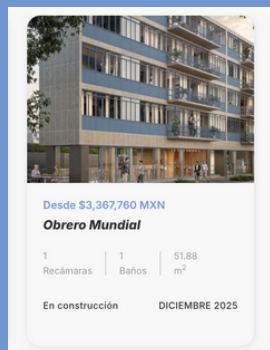 Desde $3,367,760 MXN
Obrero Mundial
1 1 51.88
Recámaras Baños m²
En construcción DICIEMBRE 2025